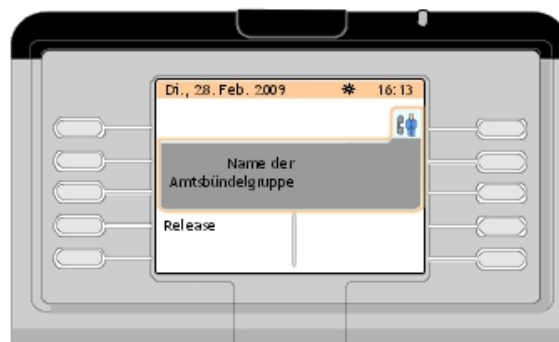 Di., 28. Feb. 2009 16:13
Name der
Amtsbündelgruppe
Release